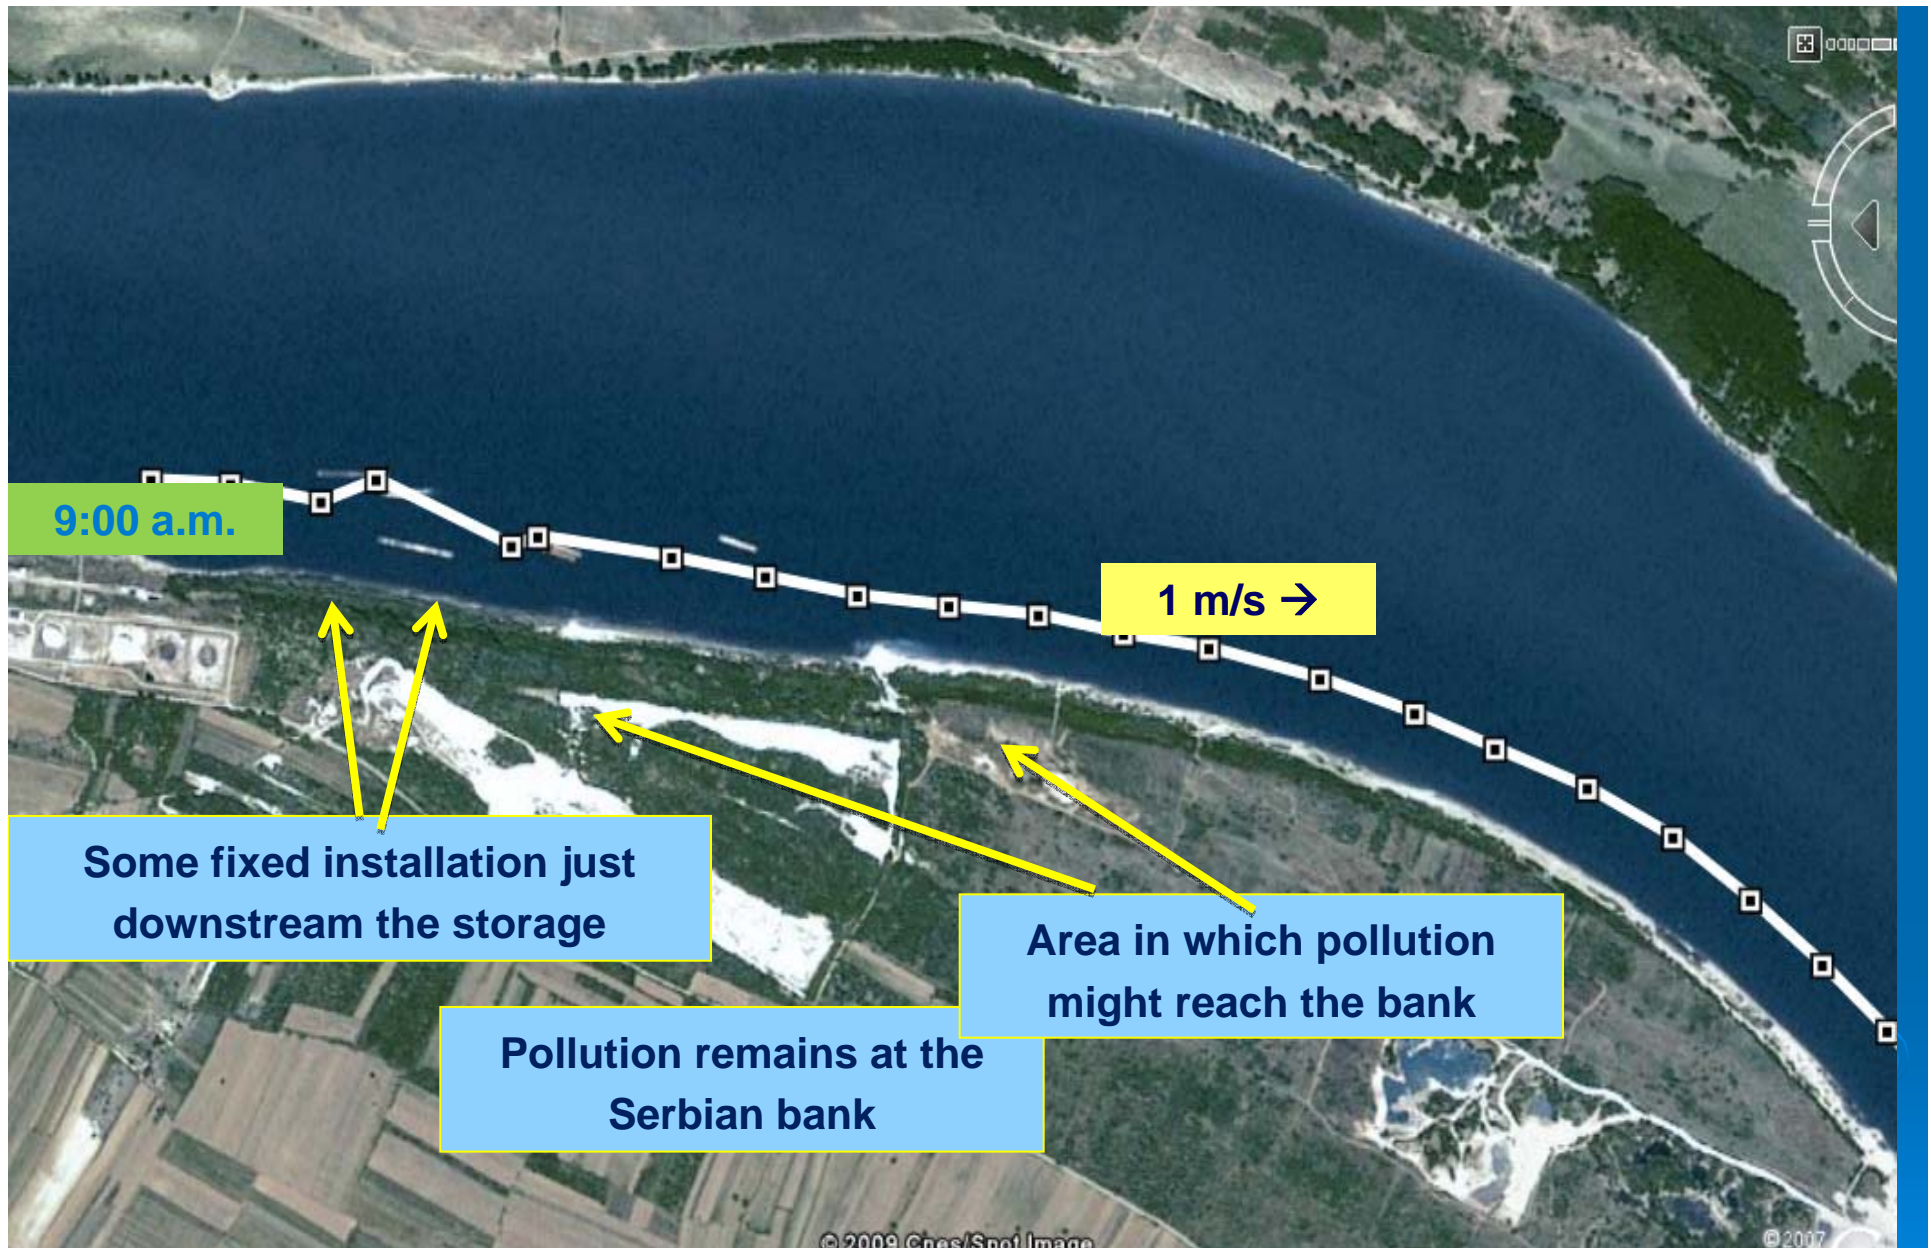 9:00 a.m.
1 m/s →
Some fixed installation just
downstream the storage
Area in which pollution
might reach the bank
Pollution remains at the
Serbian bank
© 2009 Cnes/Spot Image
© 2007